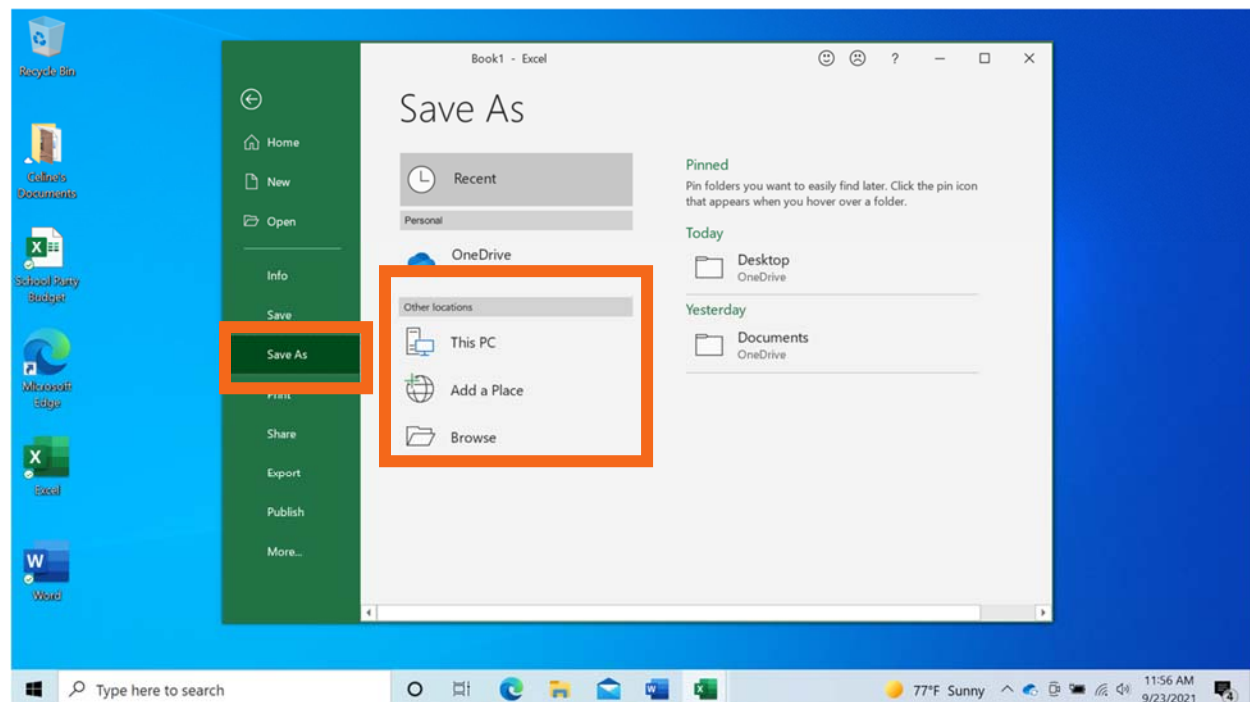 Recycle Bin
Celine's
Documents
School Party
Budget
Microsoft
Edge
Excel
Word
Book1 - Excel
?
Save As
Home
New
Open
Info
Save
Save As
Print
Share
Export
Publish
More...
Recent
Personal
OneDrive
Other locations
This PC
Add a Place
Browse
Pinned
Pin folders you want to easily find later. Click the pin icon
that appears when you hover over a folder.
Today
Desktop
OneDrive
Yesterday
Documents
OneDrive
Type here to search
77°F Sunny
11:56 AM
9/23/2021
4